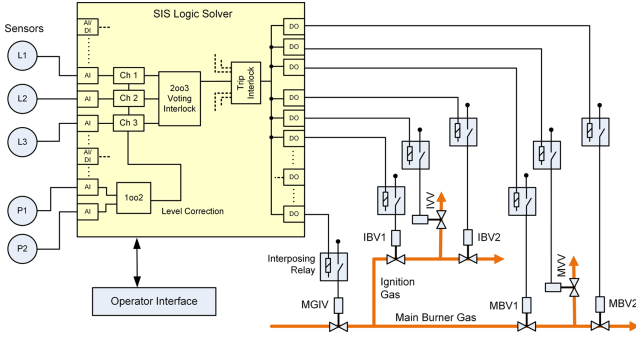 SIS Logic Solver
Sensors
AI/
DI
DO
DO
L1
AI
Ch 1
DO
L2
AI
Ch 2
2oo3
Voting
Interlock
Trip
Interlock
DO
L3
AI
Ch 3
DO
AI/
DI
DO
P1
AI
1oo2
DO
P2
AI
Level Correction
DO
IVV
IBV1
IBV2
MVV
Interposing
Relay
Operator Interface
MGIV
Ignition
Gas
Main Burner Gas
MBV1
MBV2